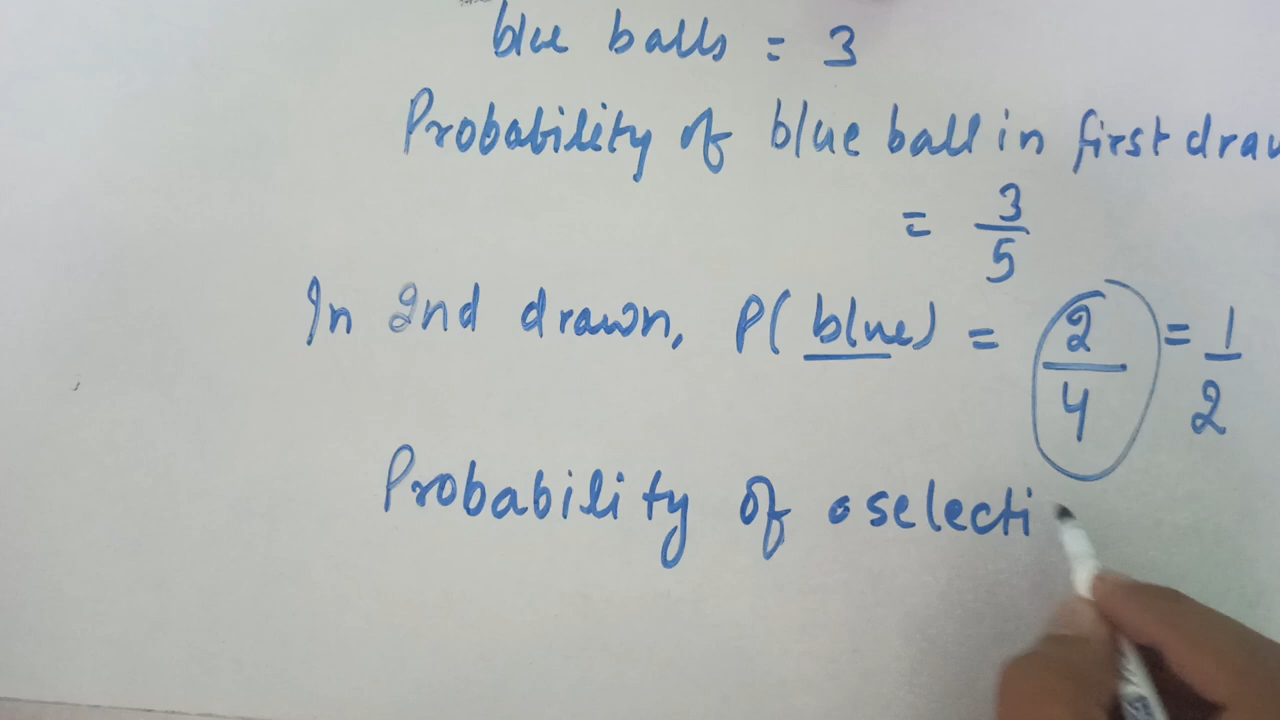 blue balls = 3
Probability of blue ball in first draw
= 3/5
In 2nd drawn, P(blue) = 2/4 = 1/2
Probability of selecti